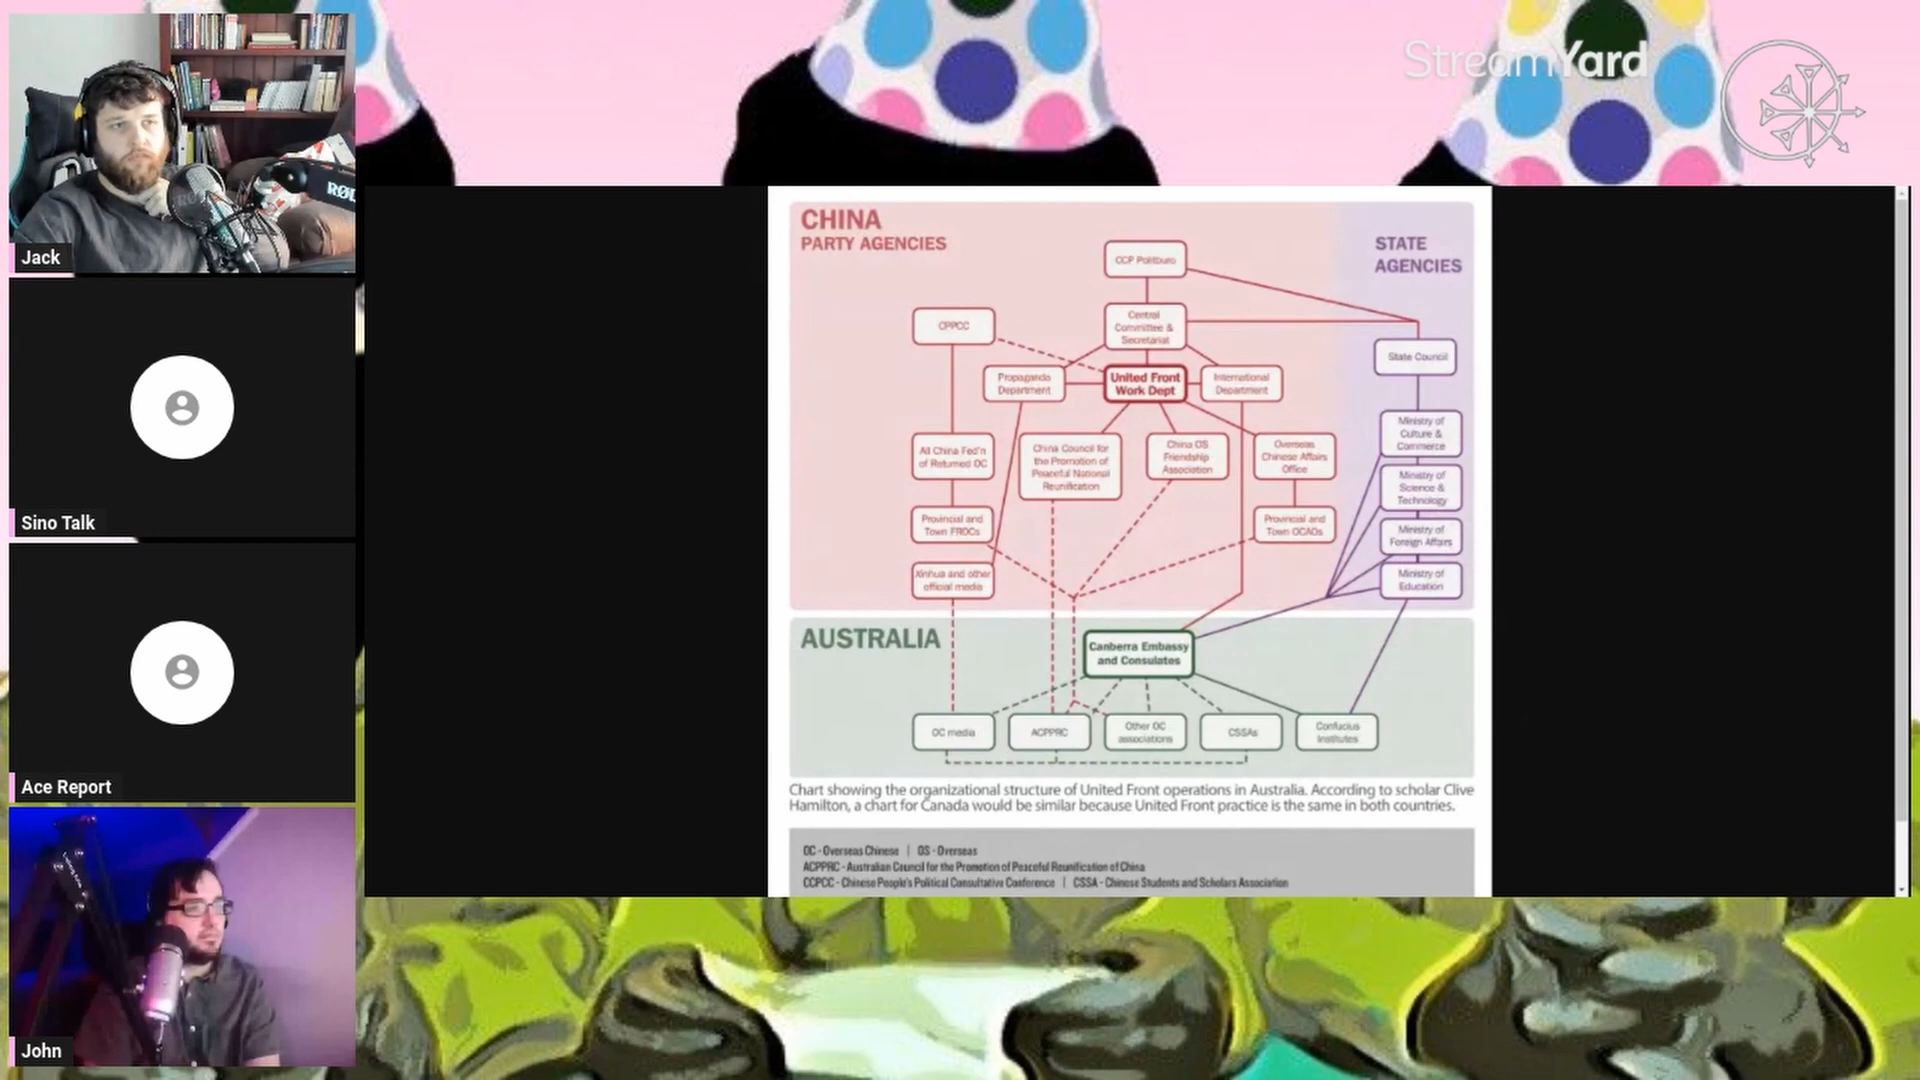 StreamYard
RØDE
Jack
Sino Talk
Ace Report
John
CHINA
PARTY AGENCIES
STATE
AGENCIES
CCP Politburo
CPPCC
Central
Committee &
Secretariat
State Council
Propaganda
Department
United Front
Work Dept
International
Department
Ministry of
Culture &
Commerce
All China Fed'n
of Returned OC
China Council for
the Promotion of
Peaceful National
Reunification
China OS
Friendship
Association
Overseas
Chinese Affairs
Office
Ministry of
Science &
Technology
Provincial and
Town FROCs
Provincial and
Town OCAOs
Ministry of
Foreign Affairs
Xinhua and other
official media
Ministry of
Education
AUSTRALIA
Canberra Embassy
and Consulates
OC media
ACPPRC
Other OC
associations
CSSAs
Confucius
Institutes
Chart showing the organizational structure of United Front operations in Australia. According to scholar Clive
Hamilton, a chart for Canada would be similar because United Front practice is the same in both countries.
OC - Overseas Chinese | OS - Overseas
ACPPRC - Australian Council for the Promotion of Peaceful Reunification of China
CCPCC - Chinese People's Political Consultative Conference | CSSA - Chinese Students and Scholars Association